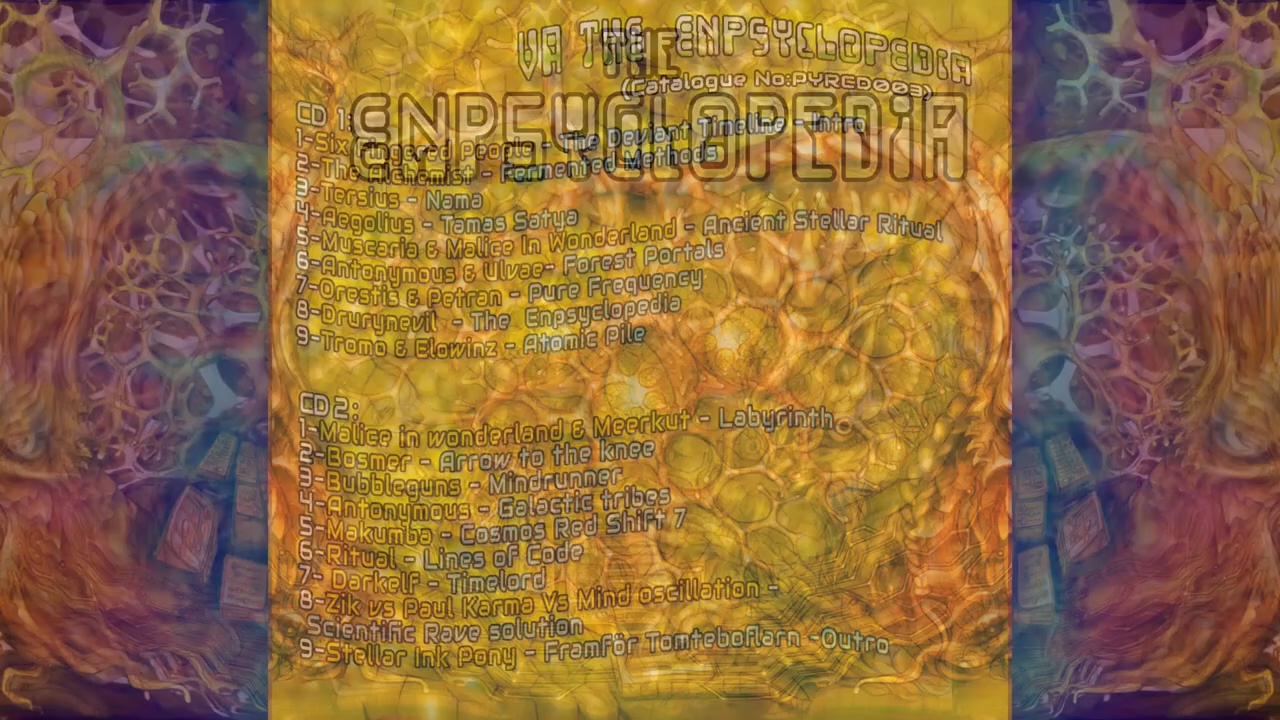 VA THE ENPSYCLOPEDIA
THE
(Catalogue No:PYRCD003)
ENPSYCLOPEDIA
CD 1:
1-Six Fingered People - The Deviant Timeline - Intro
2-The Alchemist - Fermented Methods
3-Tersius - Nama
4-Aegolius - Tamas Satya
5-Muscaria & Malice In Wonderland - Ancient Stellar Ritual
6-Antonymous & Ulvae- Forest Portals
7-Orestis & Petran - Pure Frequency
8-Drurynevil - The Enpsyclopedia
9-Tromo & Elowinz - Atomic Pile
CD 2:
1-Malice in wonderland & Meerkut - Labyrinth
2-Bosmer - Arrow to the knee
3-Bubbleguns - Mindrunner
4-Antonymous - Galactic tribes
5-Makumba - Cosmos Red Shift 7
6-Ritual - Lines of Code
7- Darkelf - Timelord
8-Zik vs Paul Karma Vs Mind oscillation -
Scientific Rave solution
9-Stellar Ink Pony - Framför Tomteboflarn -Outro